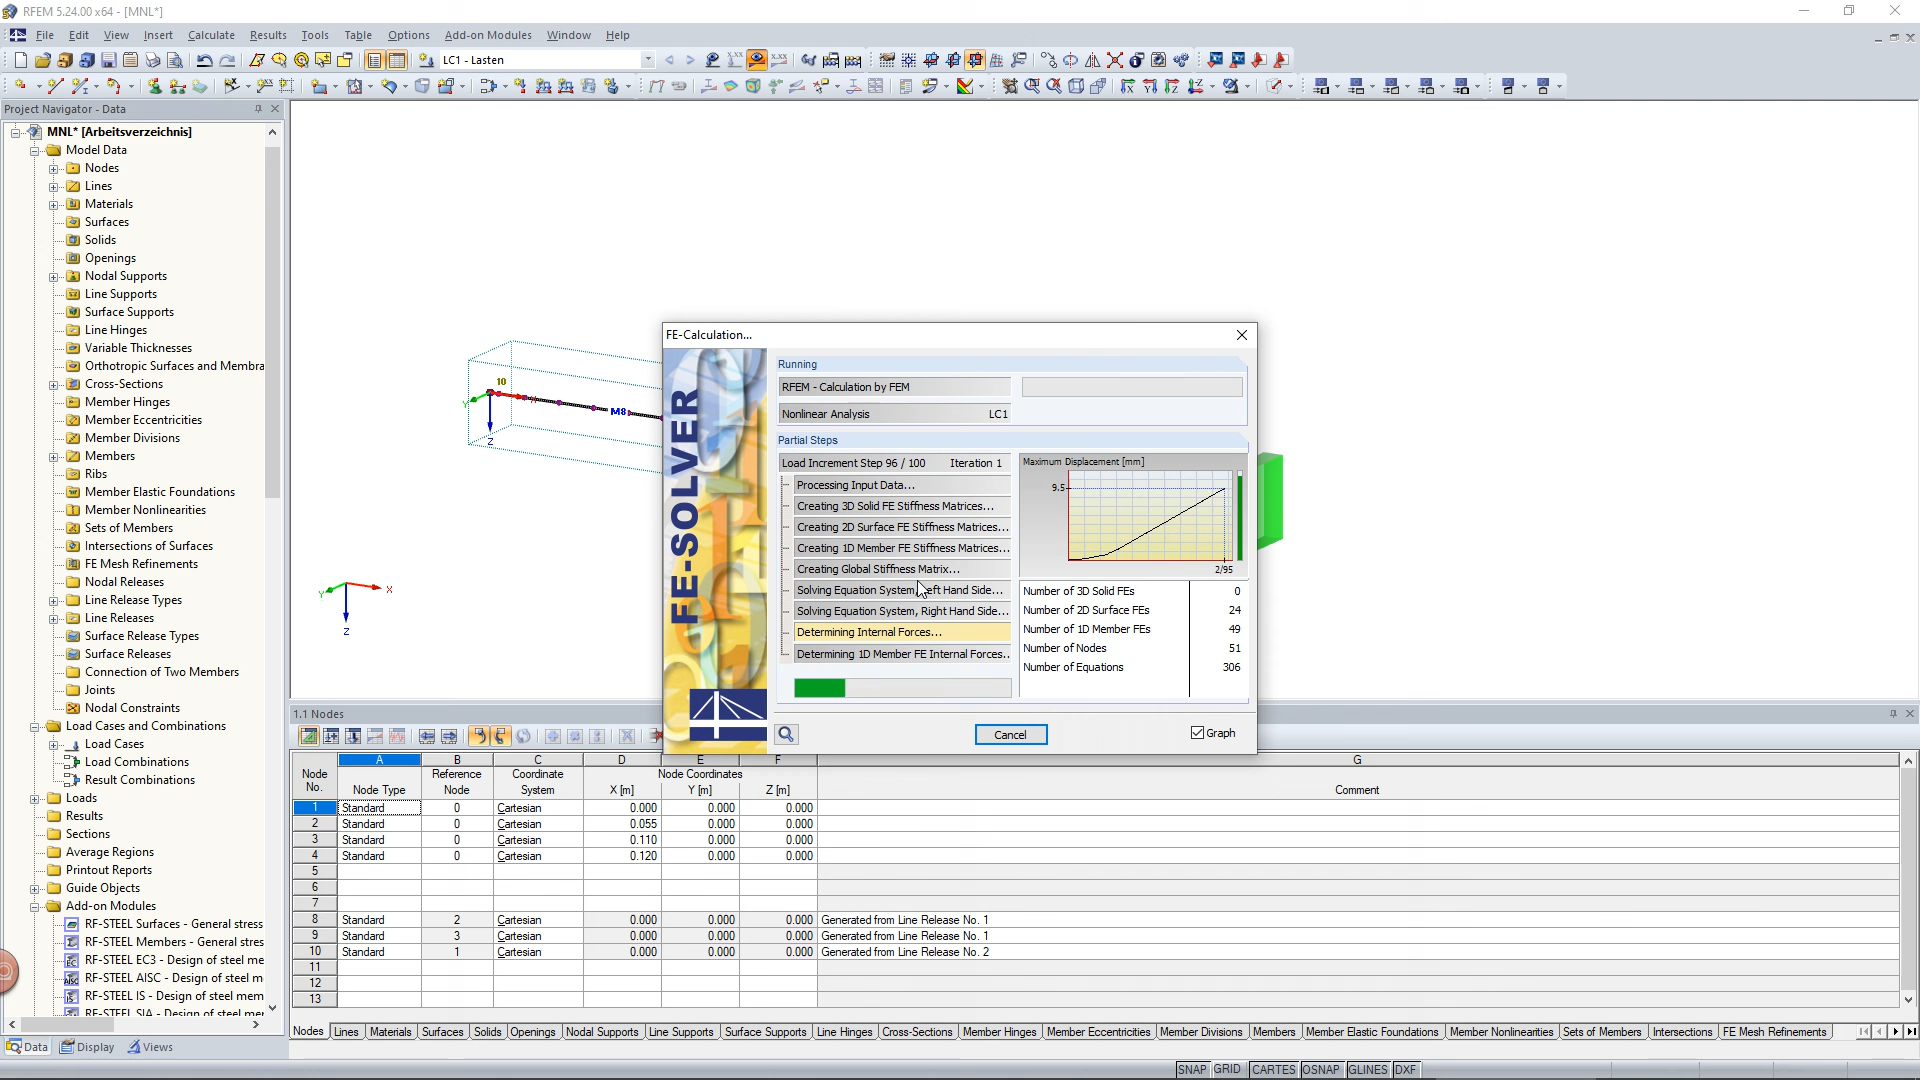 RFEM 5.24.00 x64 - [MNL*]
File Edit View Insert Calculate Results Tools Table Options Add-on Modules Window Help
LC1 - Lasten
Project Navigator - Data
MNL* [Arbeitsverzeichnis]
Model Data
Nodes
Lines
Materials
Surfaces
Solids
Openings
Nodal Supports
Line Supports
Surface Supports
Line Hinges
Variable Thicknesses
Orthotropic Surfaces and Membra
Cross-Sections
Member Hinges
Member Eccentricities
Member Divisions
Members
Ribs
Member Elastic Foundations
Member Nonlinearities
Sets of Members
Intersections of Surfaces
FE Mesh Refinements
Nodal Releases
Line Release Types
Line Releases
Surface Release Types
Surface Releases
Connection of Two Members
Joints
Nodal Constraints
Load Cases and Combinations
Load Cases
Load Combinations
Result Combinations
Loads
Results
Sections
Average Regions
Printout Reports
Guide Objects
Add-on Modules
RF-STEEL Surfaces - General stress
RF-STEEL Members - General stres
RF-STEEL EC3 - Design of steel me
RF-STEEL AISC - Design of steel m
RF-STEEL IS - Design of steel mem
RF-STEEL SIA - Design of steel mer
Data Display Views
10
M8
Y
Z
Y
X
Z
FE-Calculation...
FE-SOLVER
Running
RFEM - Calculation by FEM
Nonlinear Analysis LC1
Partial Steps
Load Increment Step 96 / 100 Iteration 1
Processing Input Data...
Creating 3D Solid FE Stiffness Matrices...
Creating 2D Surface FE Stiffness Matrices...
Creating 1D Member FE Stiffness Matrices...
Creating Global Stiffness Matrix...
Solving Equation System, Left Hand Side...
Solving Equation System, Right Hand Side...
Determining Internal Forces...
Determining 1D Member FE Internal Forces..
Maximum Displacement [mm]
9.5
2/95
Number of 3D Solid FEs 0
Number of 2D Surface FEs 24
Number of 1D Member FEs 49
Number of Nodes 51
Number of Equations 306
Cancel
Graph
1.1 Nodes
A B C D E F G
Node Reference Coordinate Node Coordinates
No. Node Type Node System X [m] Y [m] Z [m] Comment
1 Standard 0 Cartesian 0.000 0.000 0.000
2 Standard 0 Cartesian 0.055 0.000 0.000
3 Standard 0 Cartesian 0.110 0.000 0.000
4 Standard 0 Cartesian 0.120 0.000 0.000
5
6
7
8 Standard 2 Cartesian 0.000 0.000 0.000 Generated from Line Release No. 1
9 Standard 3 Cartesian 0.000 0.000 0.000 Generated from Line Release No. 1
10 Standard 1 Cartesian 0.000 0.000 0.000 Generated from Line Release No. 2
11
12
13
Nodes Lines Materials Surfaces Solids Openings Nodal Supports Line Supports Surface Supports Line Hinges Cross-Sections Member Hinges Member Eccentricities Member Divisions Members Member Elastic Foundations Member Nonlinearities Sets of Members Intersections FE Mesh Refinements
SNAP GRID CARTES OSNAP GLINES DXF